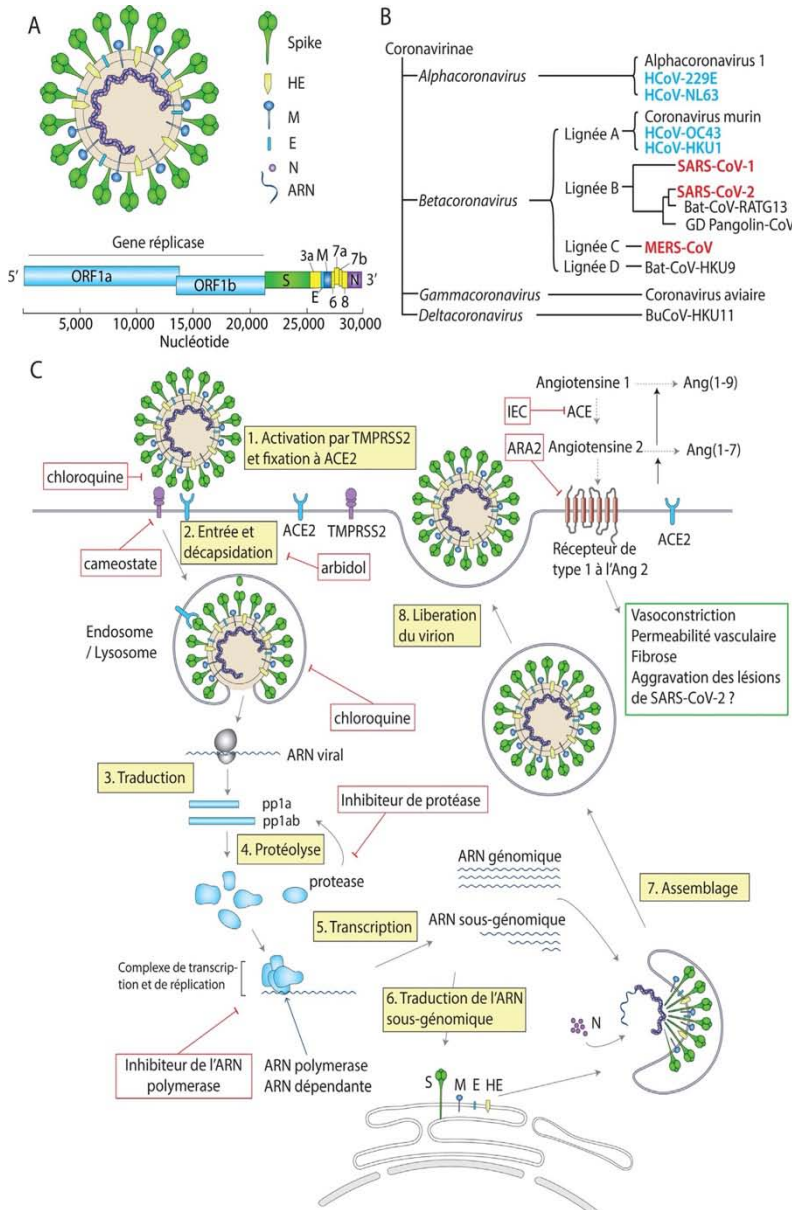 A
Spike
HE
M
E
N
ARN
Gene réplicase
3a M 7a 7b
5’ ORF1a ORF1b S E 6 8 N 3’
5,000 10,000 15,000 20,000 25,000 30,000
Nucléotide
B
Coronavirinae
Alphacoronavirus
Alphacoronavirus 1
HCoV-229E
HCoV-NL63
Betacoronavirus
Lignée A
Coronavirus murin
HCoV-OC43
HCoV-HKU1
Lignée B
SARS-CoV-1
SARS-CoV-2
Bat-CoV-RATG13
GD Pangolin-CoV
Lignée C MERS-CoV
Lignée D Bat-CoV-HKU9
Gammacoronavirus Coronavirus aviaire
Deltacoronavirus BuCoV-HKU11
C
1. Activation par TMPRSS2
et fixation à ACE2
chloroquine
cameostate
2. Entrée et
décapsidation
ACE2
TMPRSS2
arbidol
Endosome
/ Lysosome
chloroquine
ARN viral
3. Traduction
pp1a
pp1ab
Inhibiteur de protéase
4. Protéolyse
protease
5. Transcription
ARN génomique
ARN sous-génomique
Complexe de transcrip-
tion et de réplication
Inhibiteur de l’ARN
polymerase
ARN polymerase
ARN dépendante
6. Traduction de l’ARN
sous-génomique
S M E HE
N
7. Assemblage
8. Liberation
du virion
Angiotensine 1
Ang(1-9)
IEC
ACE
ARA2
Angiotensine 2
Ang(1-7)
Récepteur de
type 1 à l’Ang 2
ACE2
Vasoconstriction
Permeabilité vasculaire
Fibrose
Aggravation des lésions
de SARS-CoV-2 ?